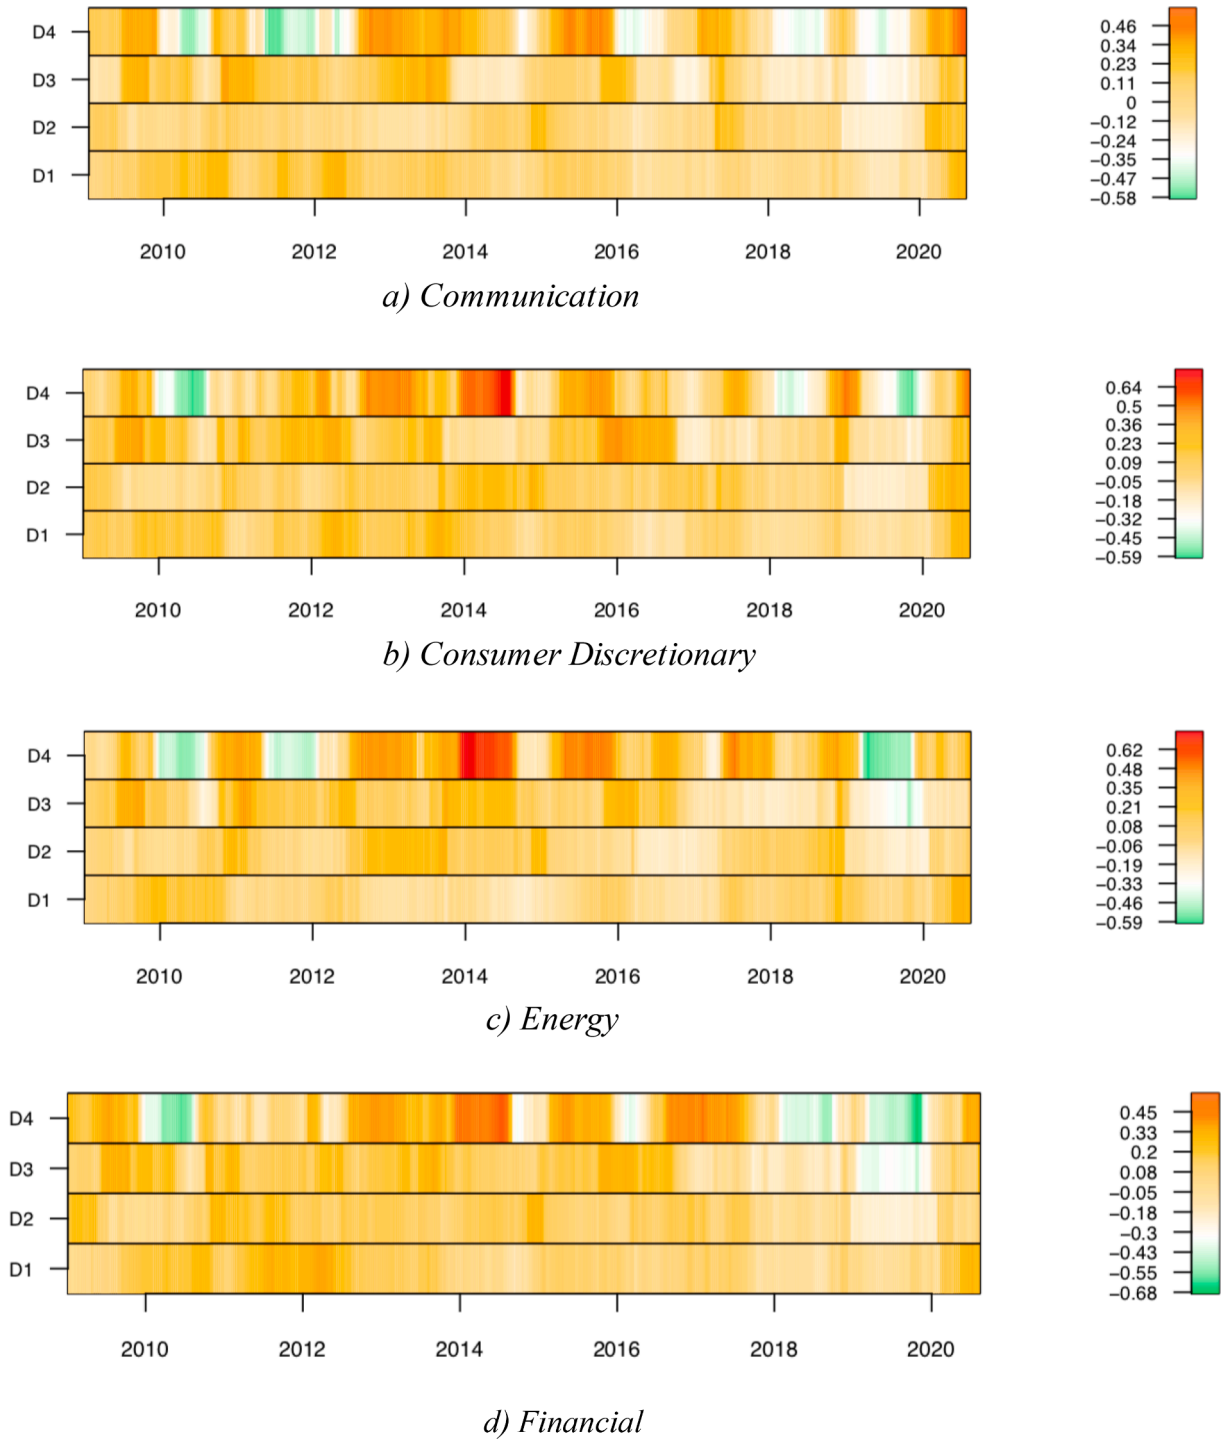 D4
D3
D2
D1
0.46
0.34
0.23
0.11
0
−0.12
−0.24
−0.35
−0.47
−0.58
2010 2012 2014 2016 2018 2020
a) Communication
D4
D3
D2
D1
0.64
0.5
0.36
0.23
0.09
−0.05
−0.18
−0.32
−0.45
−0.59
2010 2012 2014 2016 2018 2020
b) Consumer Discretionary
D4
D3
D2
D1
0.62
0.48
0.35
0.21
0.08
−0.06
−0.19
−0.33
−0.46
−0.59
2010 2012 2014 2016 2018 2020
c) Energy
D4
D3
D2
D1
0.45
0.33
0.2
0.08
−0.05
−0.18
−0.3
−0.43
−0.55
−0.68
2010 2012 2014 2016 2018 2020
d) Financial